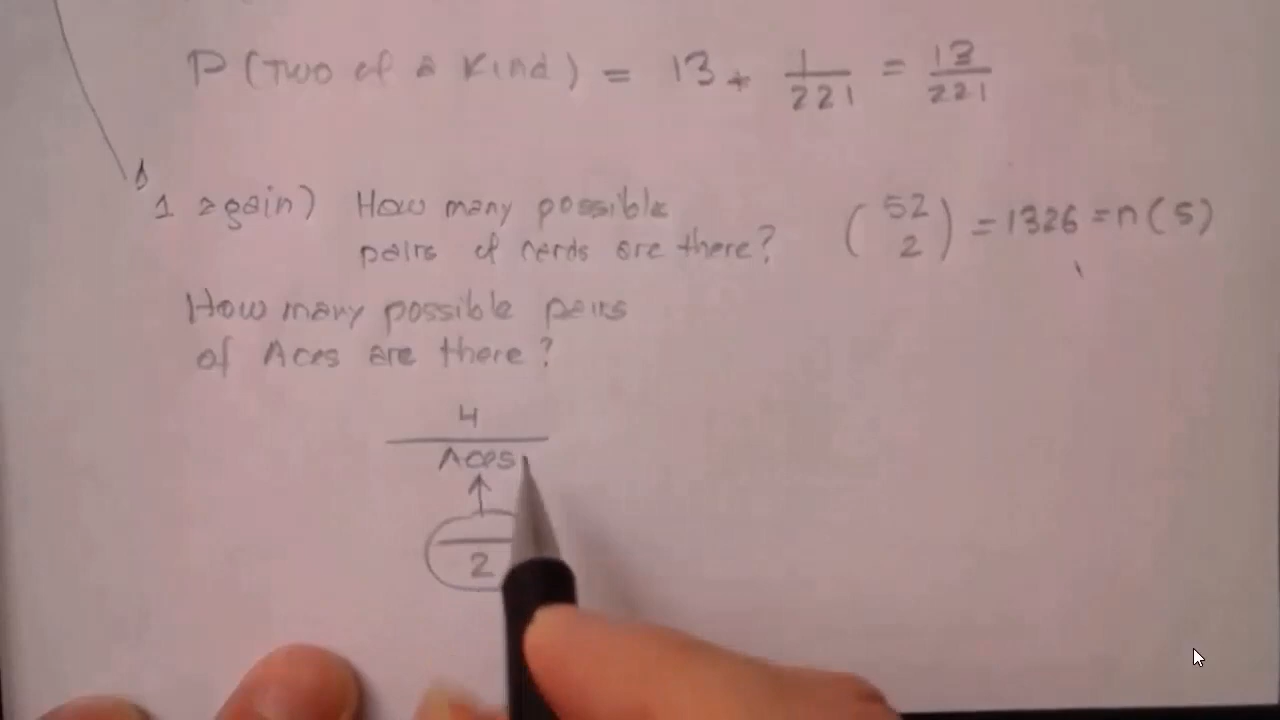 P (Two of a Kind) = 13 * 1/221 = 13/221
1 again) How many possible
pairs of cards are there? (52 2) = 1326 = n(S)
How many possible pairs
of Aces are there?
4
Aces
2